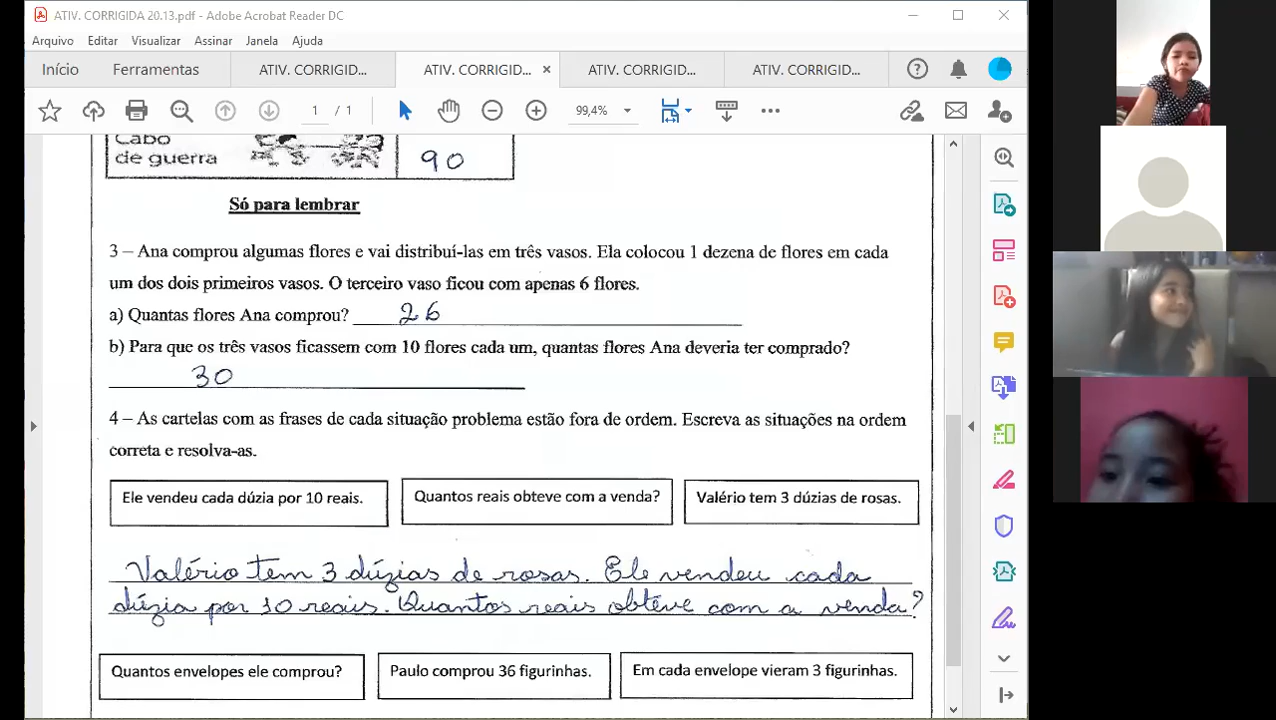 ATIV. CORRIGIDA 20.13.pdf - Adobe Acrobat Reader DC
Arquivo Editar Visualizar Assinar Janela Ajuda
Início Ferramentas ATIV. CORRIGID... ATIV. CORRIGID... × ATIV. CORRIGID... ATIV. CORRIGID...
1 / 1 99,4%
Cabo
de guerra 90
Só para lembrar
3 – Ana comprou algumas flores e vai distribuí-las em três vasos. Ela colocou 1 dezena de flores em cada
um dos dois primeiros vasos. O terceiro vaso ficou com apenas 6 flores.
a) Quantas flores Ana comprou? 26
b) Para que os três vasos ficassem com 10 flores cada um, quantas flores Ana deveria ter comprado?
30
4 – As cartelas com as frases de cada situação problema estão fora de ordem. Escreva as situações na ordem
correta e resolva-as.
Ele vendeu cada dúzia por 10 reais. Quantos reais obteve com a venda? Valério tem 3 dúzias de rosas.
Valério tem 3 dúzias de rosas. Ele vendeu cada
dúzia por 10 reais. Quantos reais obteve com a venda?
Quantos envelopes ele comprou? Paulo comprou 36 figurinhas. Em cada envelope vieram 3 figurinhas.